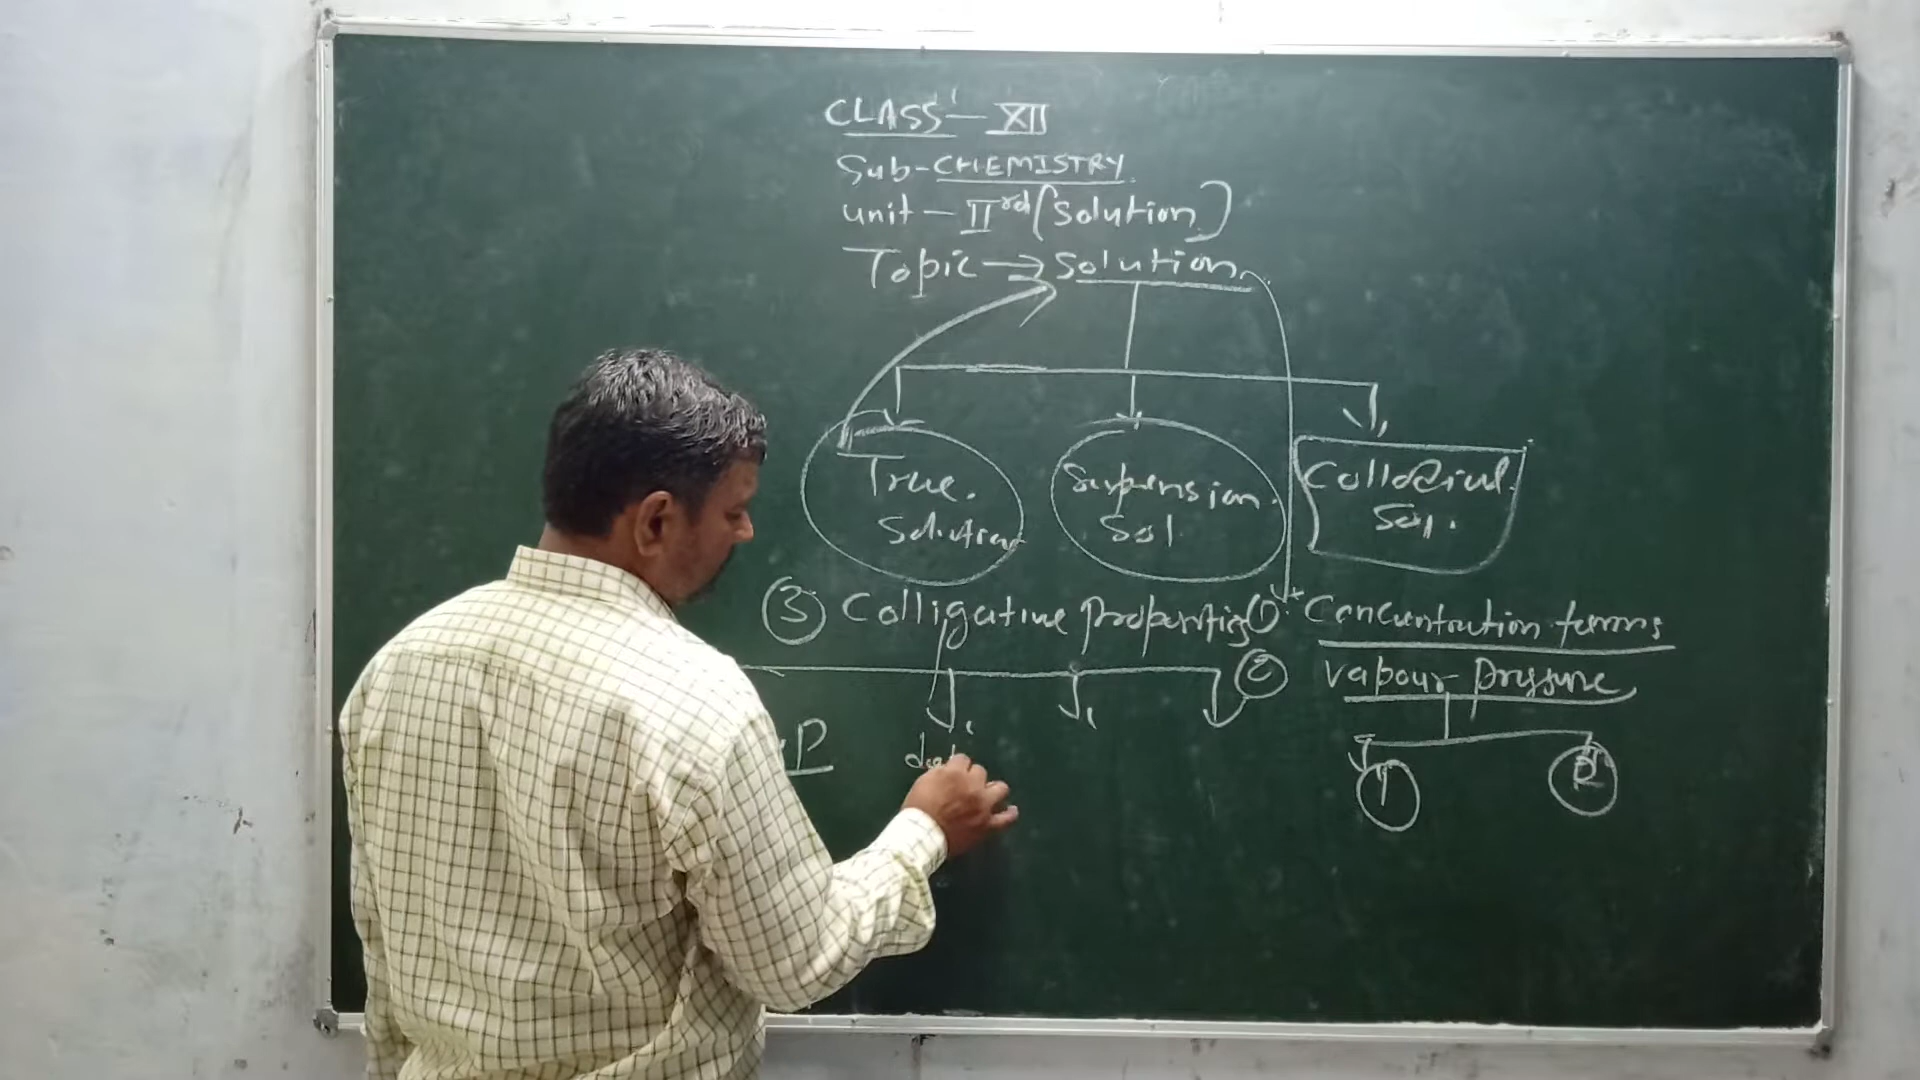 CLASS - XII
Sub-CHEMISTRY
unit - II rd (Solution)
Topic → Solution
True. Solution
Suspension. Sol.
Colloidal. Sol.
③ Colligative Properties
① Concentration terms
② vapour pressure
P
1
2